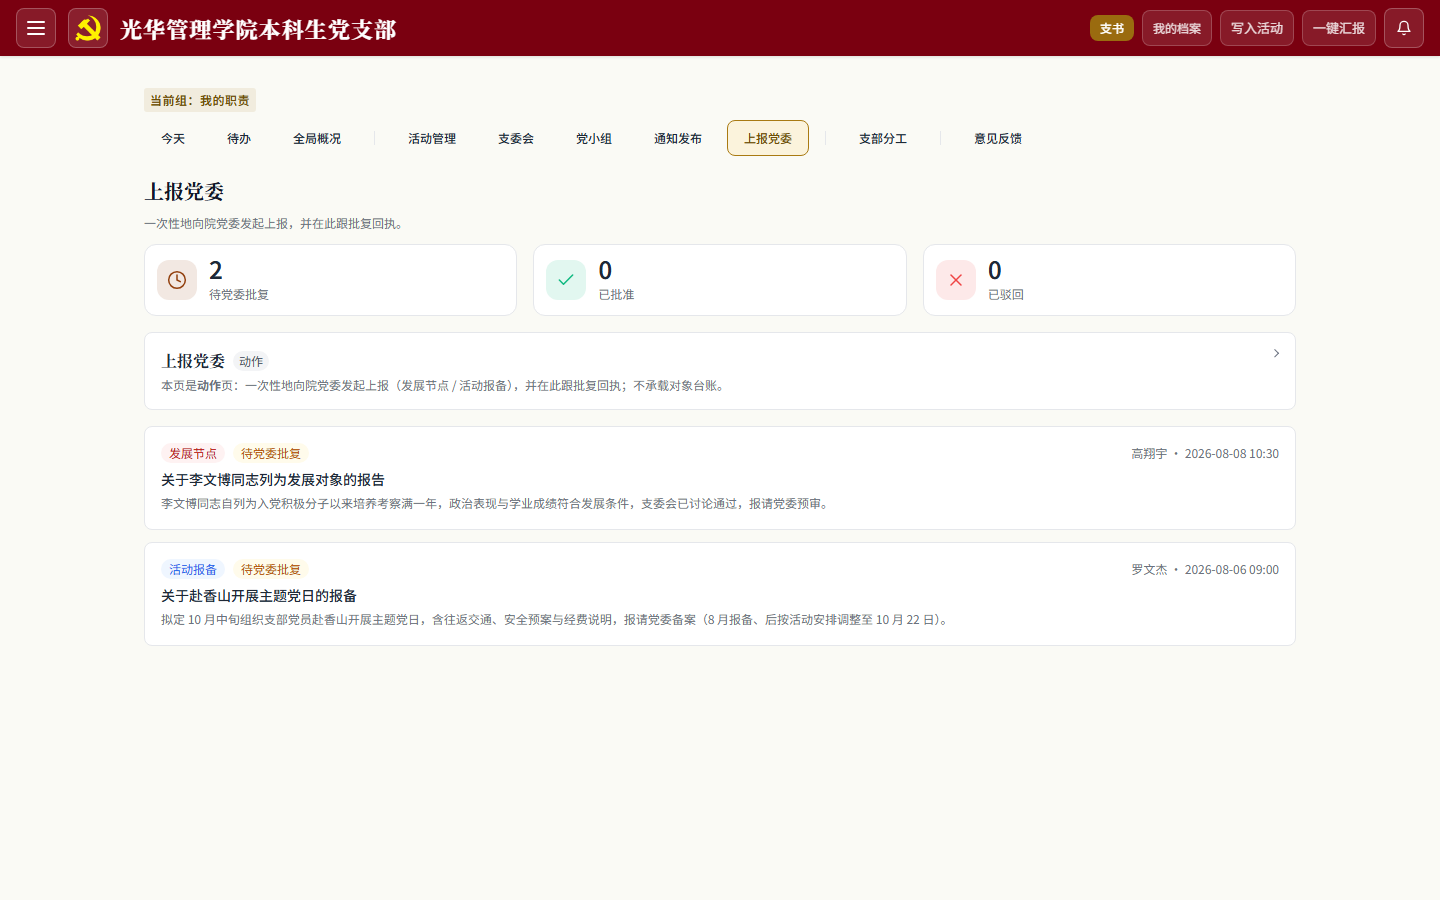 光华管理学院本科生党支部
支书
我的档案
写入活动
一键汇报
当前组：我的职责
今天
待办
全局概况
活动管理
支委会
党小组
通知发布
上报党委
支部分工
意见反馈
上报党委
一次性地向院党委发起上报，并在此跟批复回执。
2
待党委批复
0
已批准
0
已驳回
上报党委 动作
本页是动作页：一次性地向院党委发起上报（发展节点 / 活动报备），并在此跟批复回执；不承载对象台账。
发展节点 待党委批复 高翔宇 · 2026-08-08 10:30
关于李文博同志列为发展对象的报告
李文博同志自列为入党积极分子以来培养考察满一年，政治表现与学业成绩符合发展条件，支委会已讨论通过，报请党委预审。
活动报备 待党委批复 罗文杰 · 2026-08-06 09:00
关于赴香山开展主题党日的报备
拟定 10 月中旬组织支部党员赴香山开展主题党日，含往返交通、安全预案与经费说明，报请党委备案（8 月报备、后按活动安排调整至 10 月 22 日）。